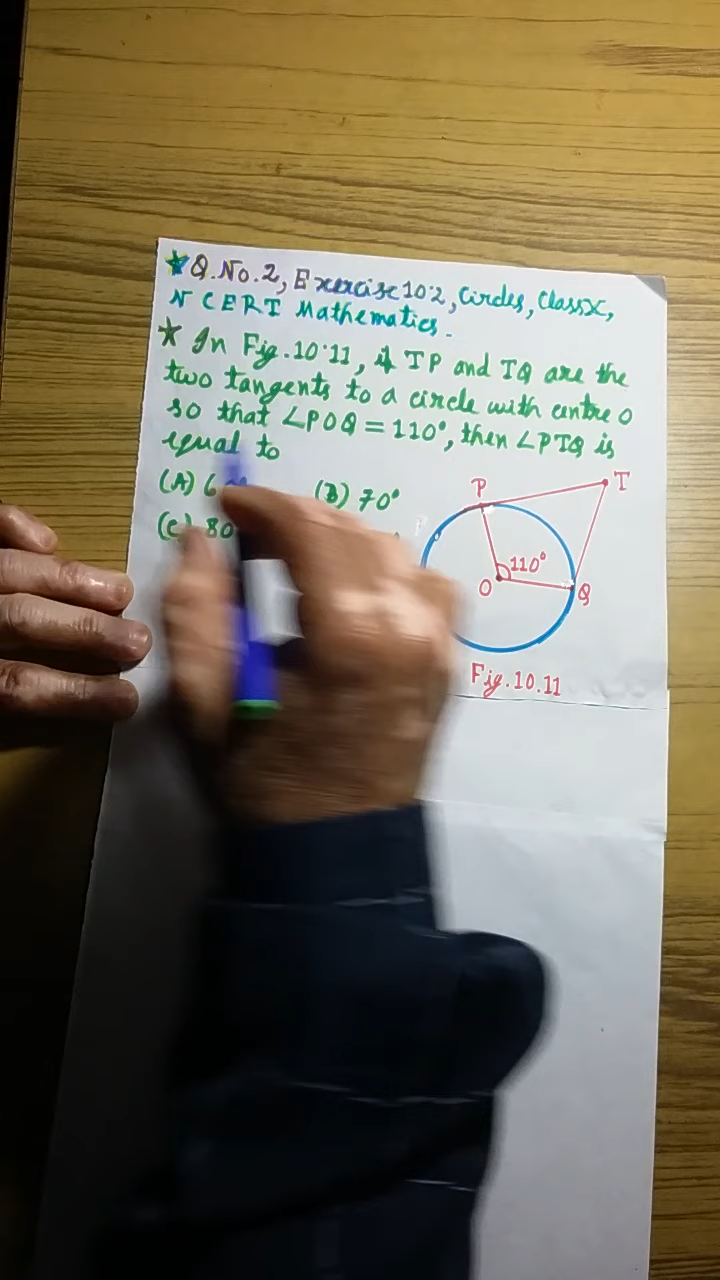 Q.No.2, Exercise 10.2, Circles, Class X,
NCERT Mathematics.
In Fig.10.11, if TP and TQ are the
two tangents to a circle with centre O
so that ∠POQ = 110°, then ∠PTQ is
equal to
(A) (B) 70°
(C) 80
P
T
110°
O
Q
Fig.10.11